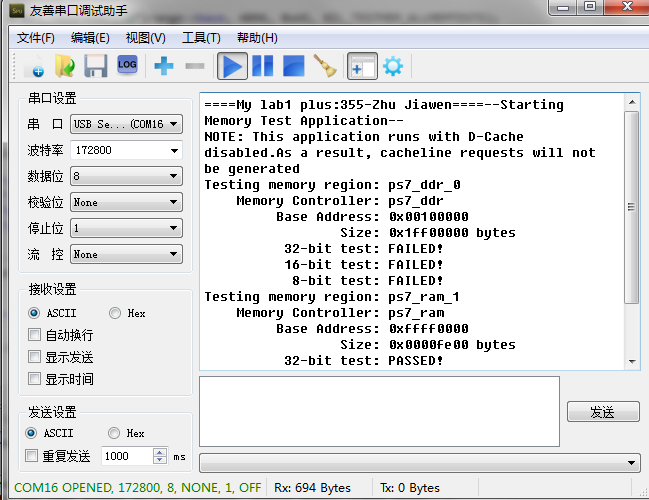 友善串口调试助手
文件(F) 编辑(E) 视图(V) 工具(T) 帮助(H)
LOG
串口设置
串 口 USB Se...(COM16
波特率 172800
数据位 8
校验位 None
停止位 1
流 控 None
接收设置
ASCII Hex
自动换行
显示发送
显示时间
发送设置
ASCII Hex
重复发送 1000 ms
====My lab1 plus:355-Zhu Jiawen====--Starting
Memory Test Application--
NOTE: This application runs with D-Cache
disabled.As a result, cacheline requests will not
be generated
Testing memory region: ps7_ddr_0
Memory Controller: ps7_ddr
Base Address: 0x00100000
Size: 0x1ff00000 bytes
32-bit test: FAILED!
16-bit test: FAILED!
8-bit test: FAILED!
Testing memory region: ps7_ram_1
Memory Controller: ps7_ram
Base Address: 0xffff0000
Size: 0x0000fe00 bytes
32-bit test: PASSED!
发送
COM16 OPENED, 172800, 8, NONE, 1, OFF Rx: 694 Bytes Tx: 0 Bytes